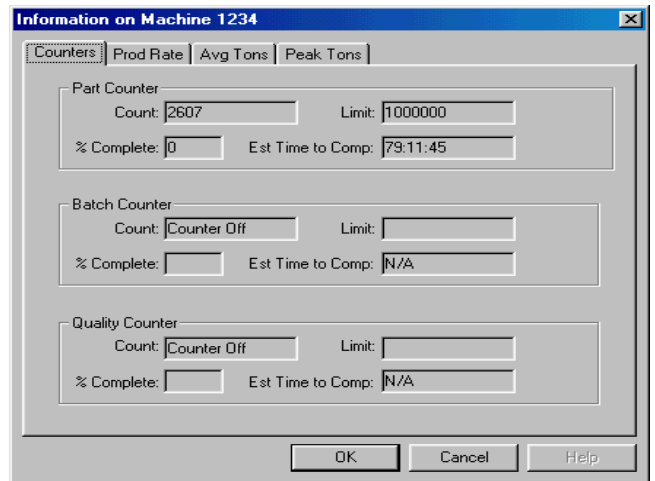 Information on Machine 1234
Counters Prod Rate Avg Tons Peak Tons
Part Counter
Count: 2607 Limit: 1000000
% Complete: 0 Est Time to Comp: 79:11:45
Batch Counter
Count: Counter Off Limit:
% Complete: Est Time to Comp: N/A
Quality Counter
Count: Counter Off Limit:
% Complete: Est Time to Comp: N/A
OK Cancel Help